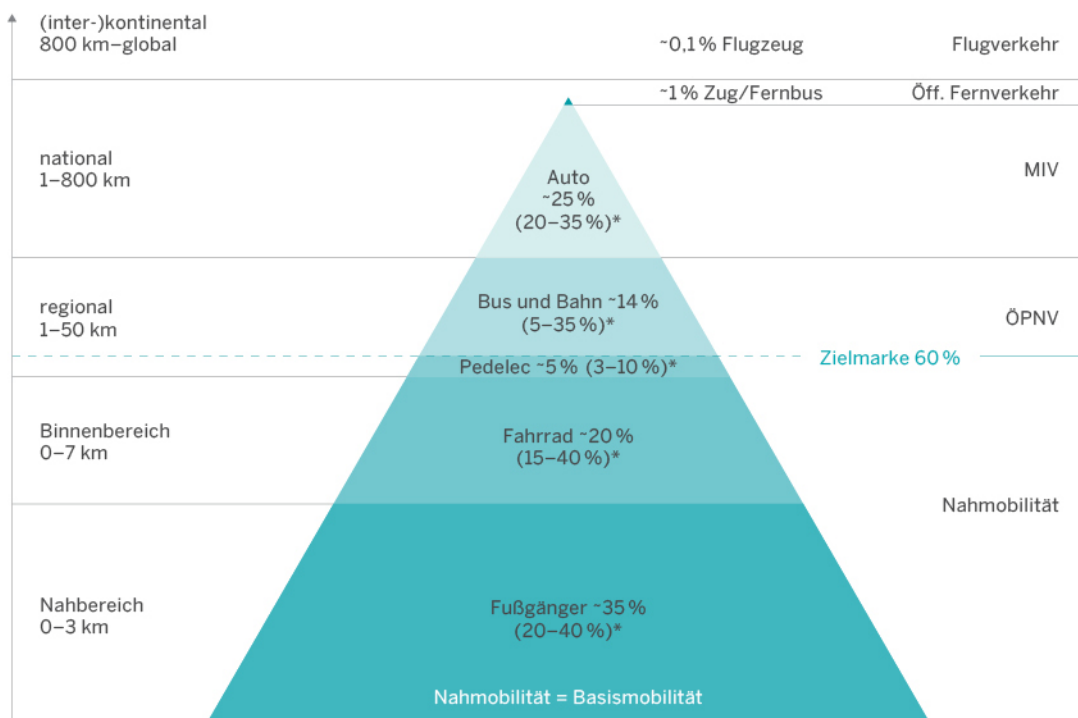 (inter-)kontinental
800 km–global
~0,1 % Flugzeug
Flugverkehr
~1 % Zug/Fernbus
Öff. Fernverkehr
national
1–800 km
Auto
~25 %
(20–35 %)*
MIV
regional
1–50 km
Bus und Bahn ~14 %
(5–35 %)*
ÖPNV
Zielmarke 60 %
Pedelec ~5 % (3–10 %)*
Binnenbereich
0–7 km
Fahrrad ~20 %
(15–40 %)*
Nahmobilität
Nahbereich
0–3 km
Fußgänger ~35 %
(20–40 %)*
Nahmobilität = Basismobilität